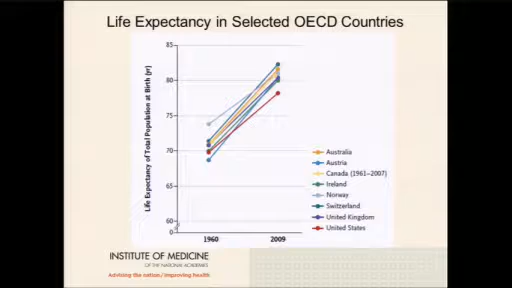 Life Expectancy in Selected OECD Countries
Life Expectancy of Total Population at Birth (yr)
85
80
75
70
65
60
0
1960
2009
Australia
Austria
Canada (1961–2007)
Ireland
Norway
Switzerland
United Kingdom
United States
INSTITUTE OF MEDICINE
OF THE NATIONAL ACADEMIES
Advising the nation/Improving health